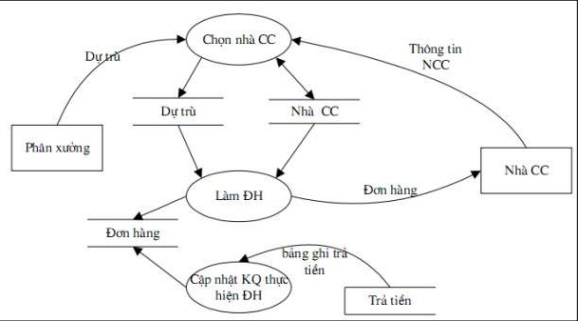 Chọn nhà CC
Thông tin
NCC
Dự trù
Dự trù
Nhà CC
Phân xưởng
Nhà CC
Làm ĐH
Đơn hàng
Đơn hàng
bảng ghi trả
tiền
Cập nhật KQ thực
hiện ĐH
Trả tiền